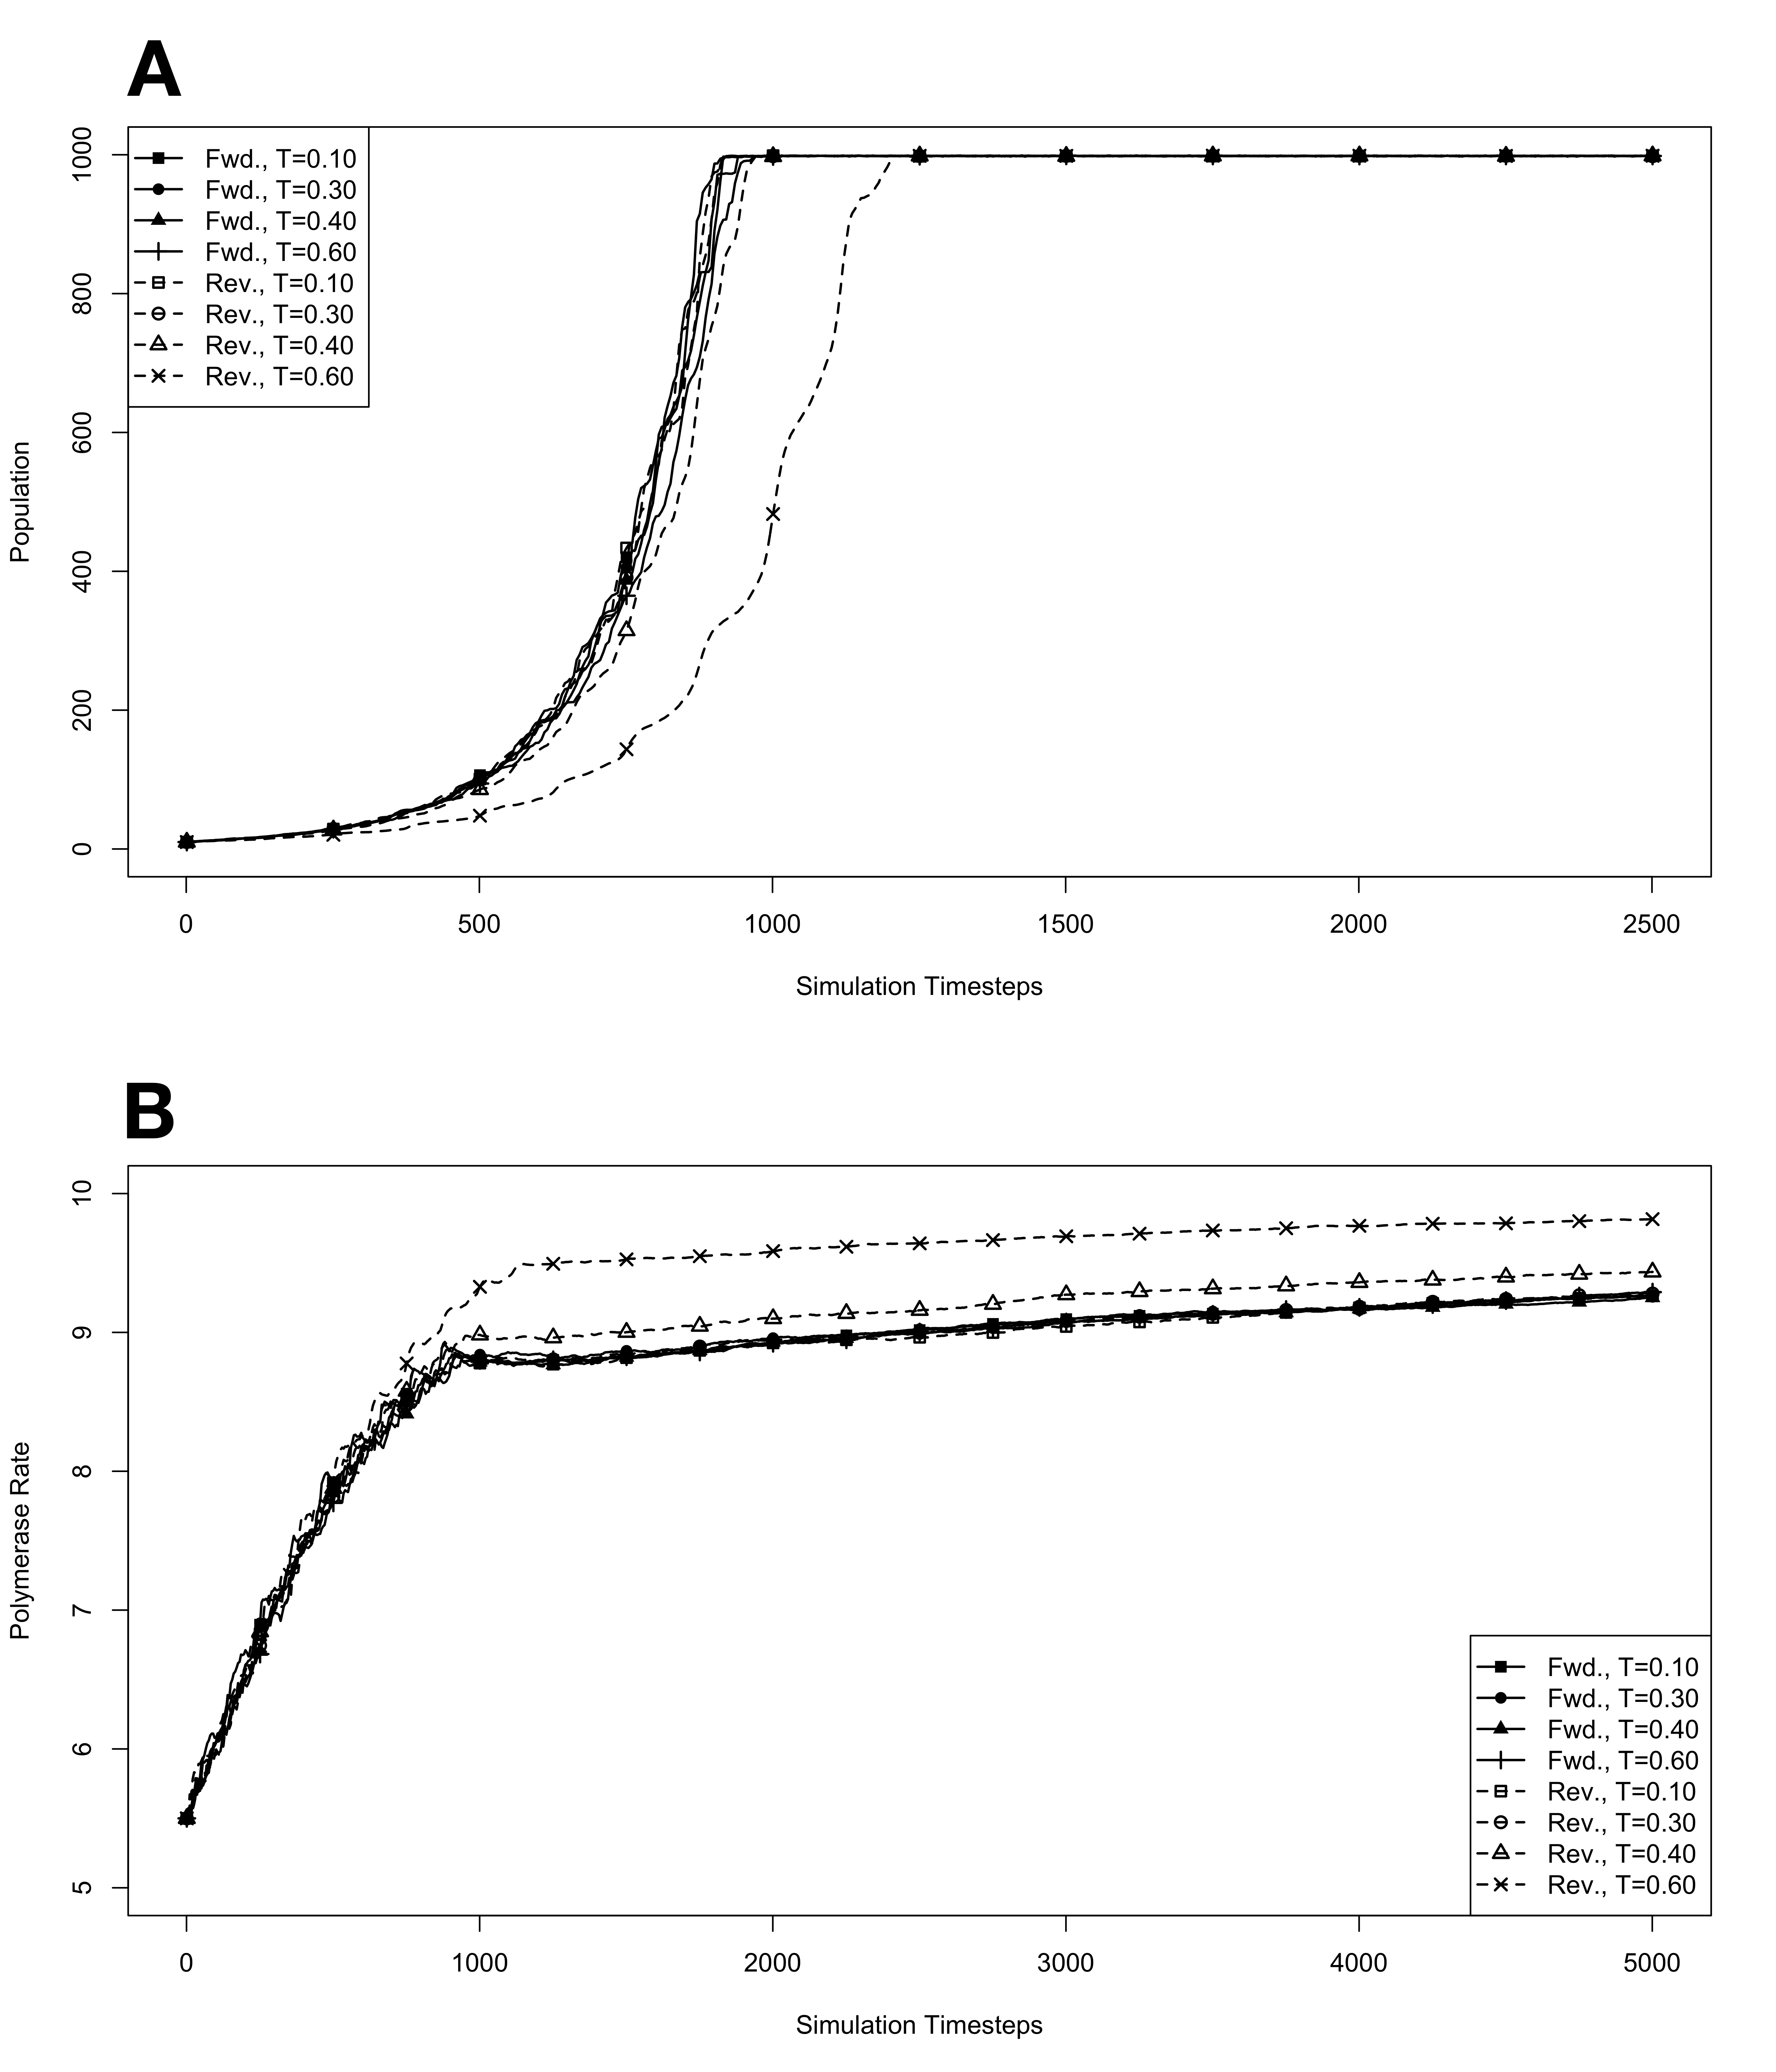 A
Fwd., T=0.10
Fwd., T=0.30
Fwd., T=0.40
Fwd., T=0.60
Rev., T=0.10
Rev., T=0.30
Rev., T=0.40
Rev., T=0.60
Population
1000
800
600
400
200
0
0 500 1000 1500 2000 2500
Simulation Timesteps
B
Polymerase Rate
10
9
8
7
6
5
Fwd., T=0.10
Fwd., T=0.30
Fwd., T=0.40
Fwd., T=0.60
Rev., T=0.10
Rev., T=0.30
Rev., T=0.40
Rev., T=0.60
0 1000 2000 3000 4000 5000
Simulation Timesteps